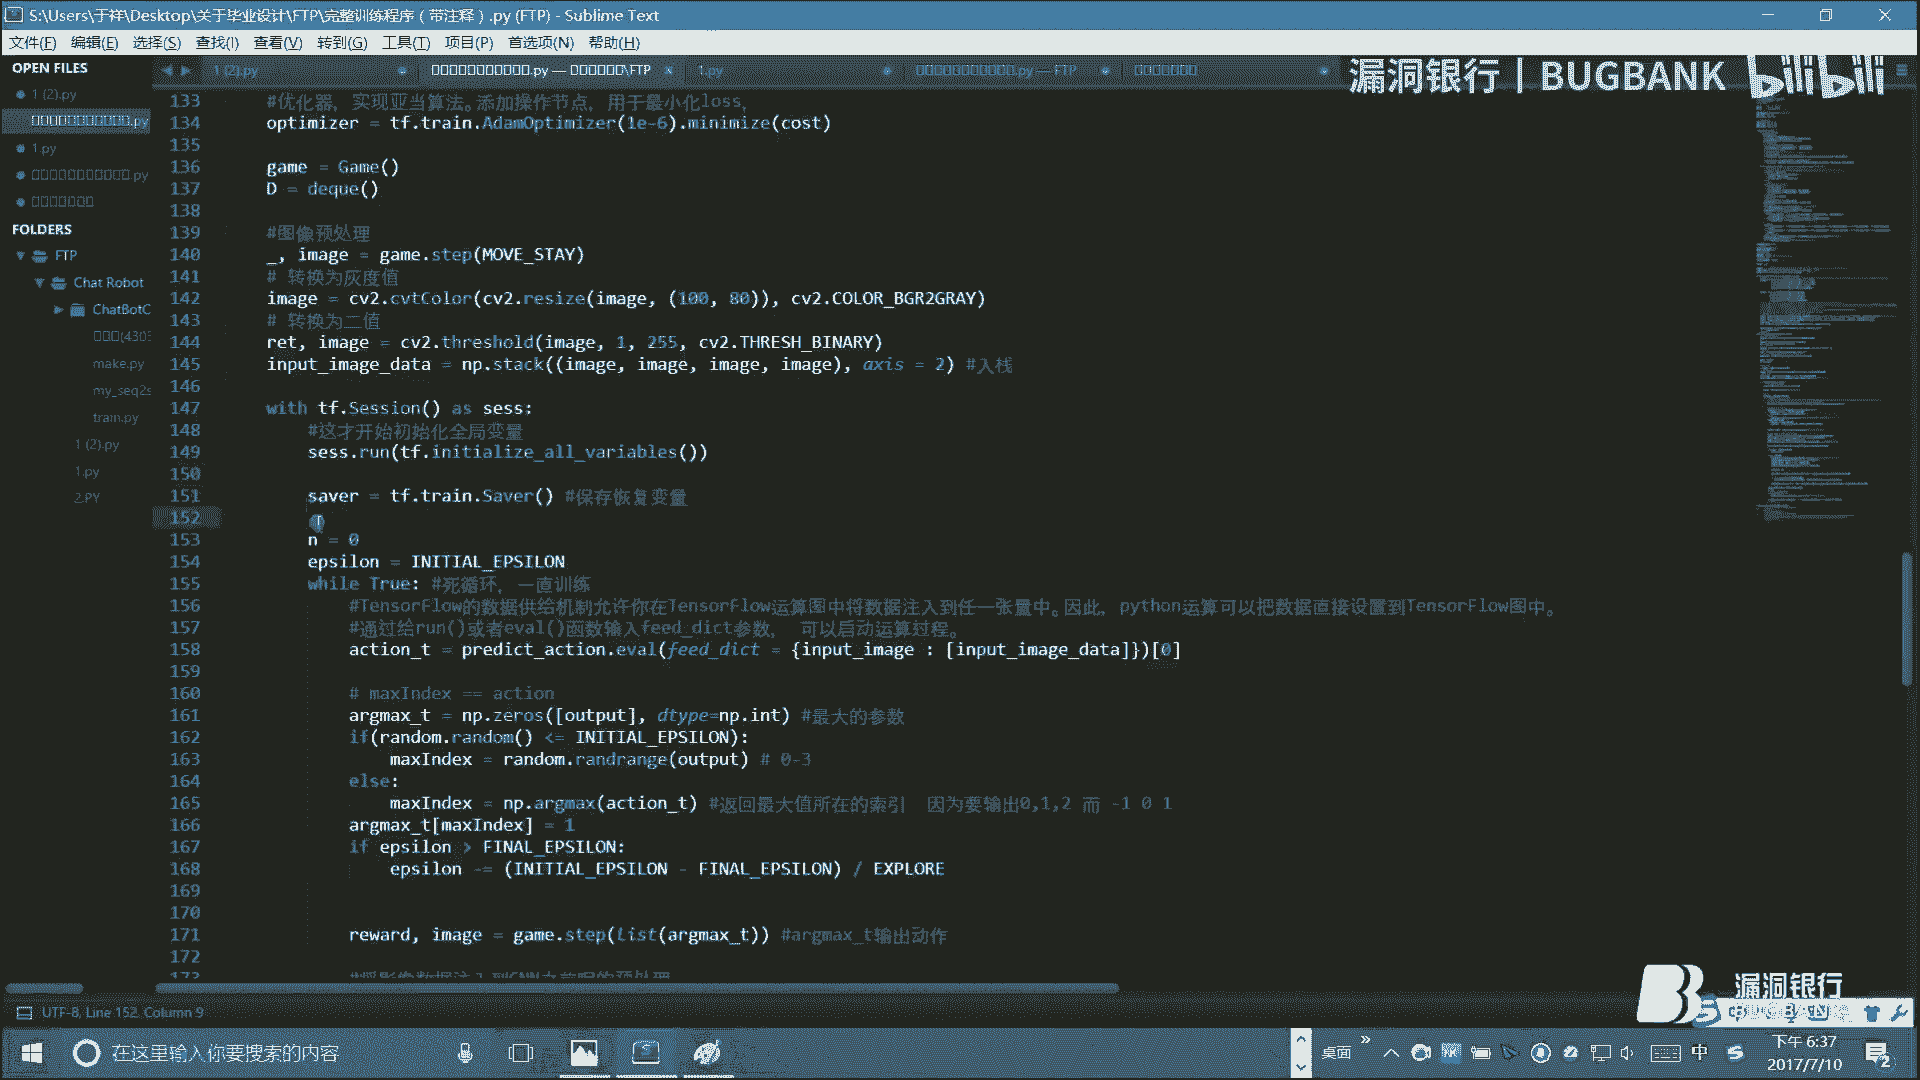 S:\Users\于祥\Desktop\关于毕业设计\FTP\完整训练程序（带注释）.py (FTP) - Sublime Text
文件(F) 编辑(E) 选择(S) 查找(I) 查看(V) 转到(G) 工具(T) 项目(P) 首选项(N) 帮助(H)
漏洞银行 | BUGBANK bilibili
OPEN FILES
1 (2).py
.py
1.py
.py
FOLDERS
FTP
Chat Robot
ChatBotC
make.py
my_seq2s
train.py
1 (2).py
1.py
2.PY
1 (2).py
.py — \FTP
1.py
.py — FTP
133 #优化器，实现亚当算法。添加操作节点，用于最小化loss，
134 optimizer = tf.train.AdamOptimizer(1e-6).minimize(cost)
135
136 game = Game()
137 D = deque()
138
139 #图像预处理
140 _, image = game.step(MOVE_STAY)
141 # 转换为灰度值
142 image = cv2.cvtColor(cv2.resize(image, (100, 80)), cv2.COLOR_BGR2GRAY)
143 # 转换为二值
144 ret, image = cv2.threshold(image, 1, 255, cv2.THRESH_BINARY)
145 input_image_data = np.stack((image, image, image, image), axis = 2) #入栈
146
147 with tf.Session() as sess:
148 #这才开始初始化全局变量
149 sess.run(tf.initialize_all_variables())
150
151 saver = tf.train.Saver() #保存恢复变量
152
153 n = 0
154 epsilon = INITIAL_EPSILON
155 while True: #死循环，一直训练
156 #TensorFlow的数据供给机制允许你在TensorFlow运算图中将数据注入到任一张量中。因此，python运算可以把数据直接设置到TensorFlow图中。
157 #通过给run()或者eval()函数输入feed_dict参数， 可以启动运算过程。
158 action_t = predict_action.eval(feed_dict = {input_image : [input_image_data]})[0]
159
160 # maxIndex == action
161 argmax_t = np.zeros([output], dtype=np.int) #最大的参数
162 if(random.random() <= INITIAL_EPSILON):
163 maxIndex = random.randrange(output) # 0-3
164 else:
165 maxIndex = np.argmax(action_t) #返回最大值所在的索引 因为要输出0,1,2 而 -1 0 1
166 argmax_t[maxIndex] = 1
167 if epsilon > FINAL_EPSILON:
168 epsilon -= (INITIAL_EPSILON - FINAL_EPSILON) / EXPLORE
169
170
171 reward, image = game.step(list(argmax_t)) #argmax_t输出动作
172
漏洞银行
BUGBANK
UTF-8, Line 152, Column 9
在这里输入你要搜索的内容
桌面
中
下午 6:37
2017/7/10
2